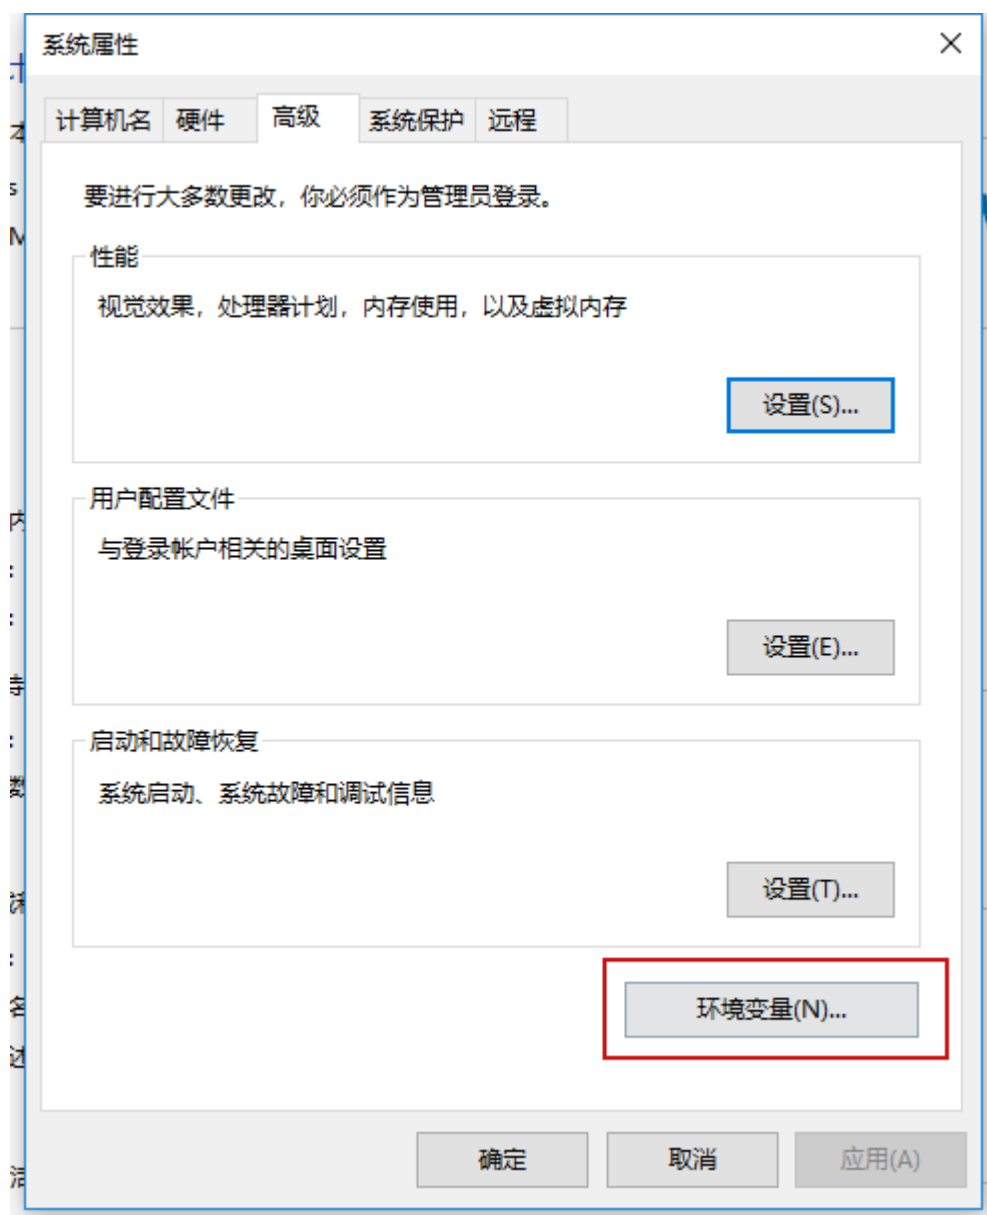 系统属性
计算机名 硬件 高级 系统保护 远程
要进行大多数更改，你必须作为管理员登录。
性能
视觉效果，处理器计划，内存使用，以及虚拟内存
设置(S)...
用户配置文件
与登录帐户相关的桌面设置
设置(E)...
启动和故障恢复
系统启动、系统故障和调试信息
设置(T)...
环境变量(N)...
确定 取消 应用(A)